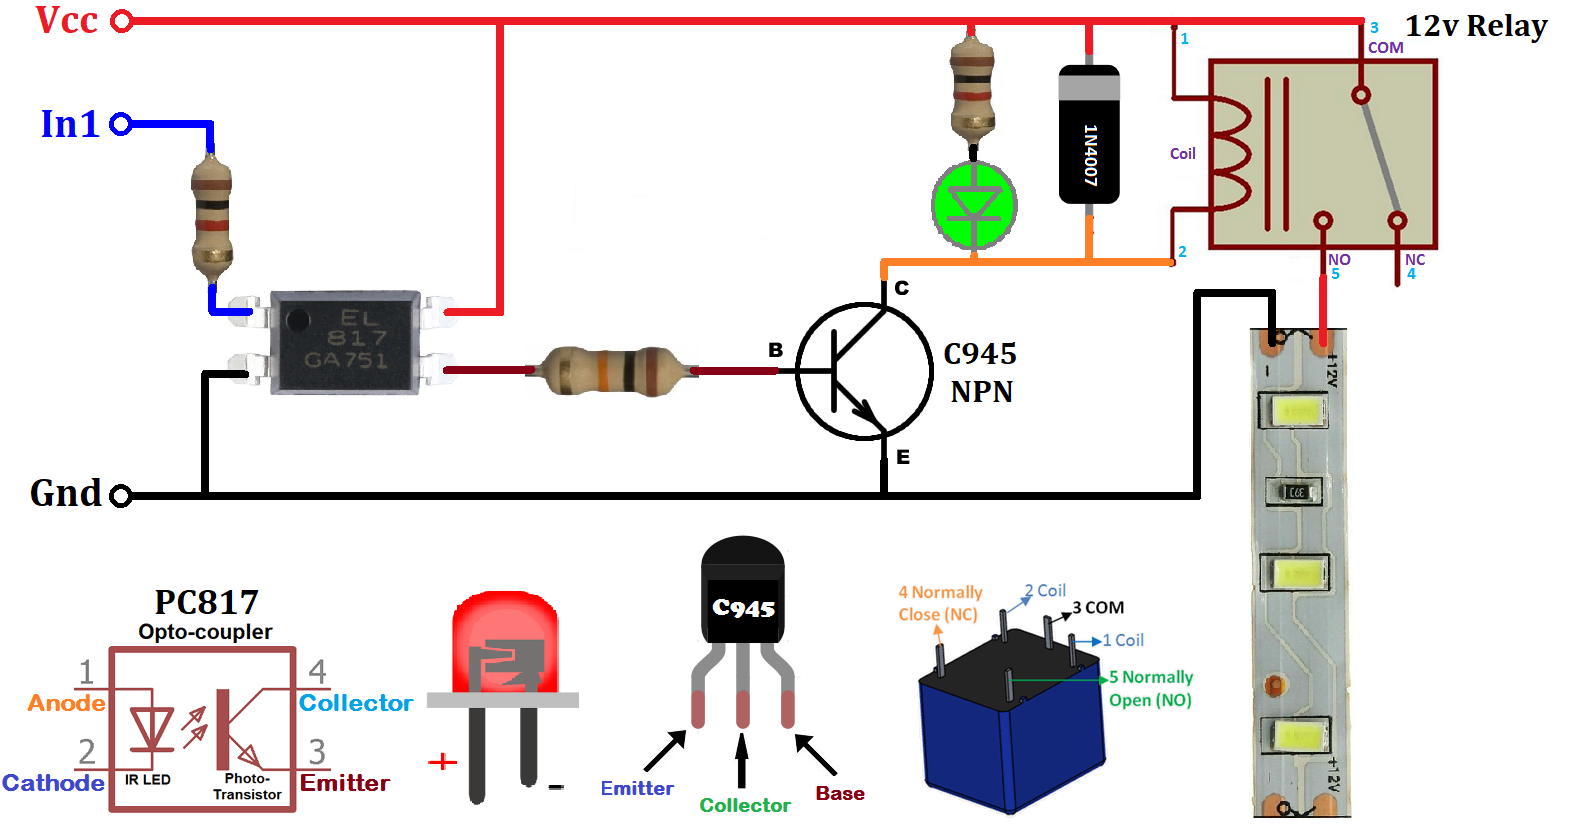 Vcc
3
12v Relay
1
COM
In1
Coil
1N4007
EL
817
GA751
2
NO
NC
5
4
C
B
C945
NPN
E
-
+12V
Gnd
393
PC817
Opto-coupler
1
4
Anode
Collector
2
3
Cathode
IR LED
Photo-
Transistor
Emitter
+
-
C945
Emitter
Collector
Base
4 Normally
Close (NC)
2 Coil
3 COM
1 Coil
5 Normally
Open (NO)
-
+12V